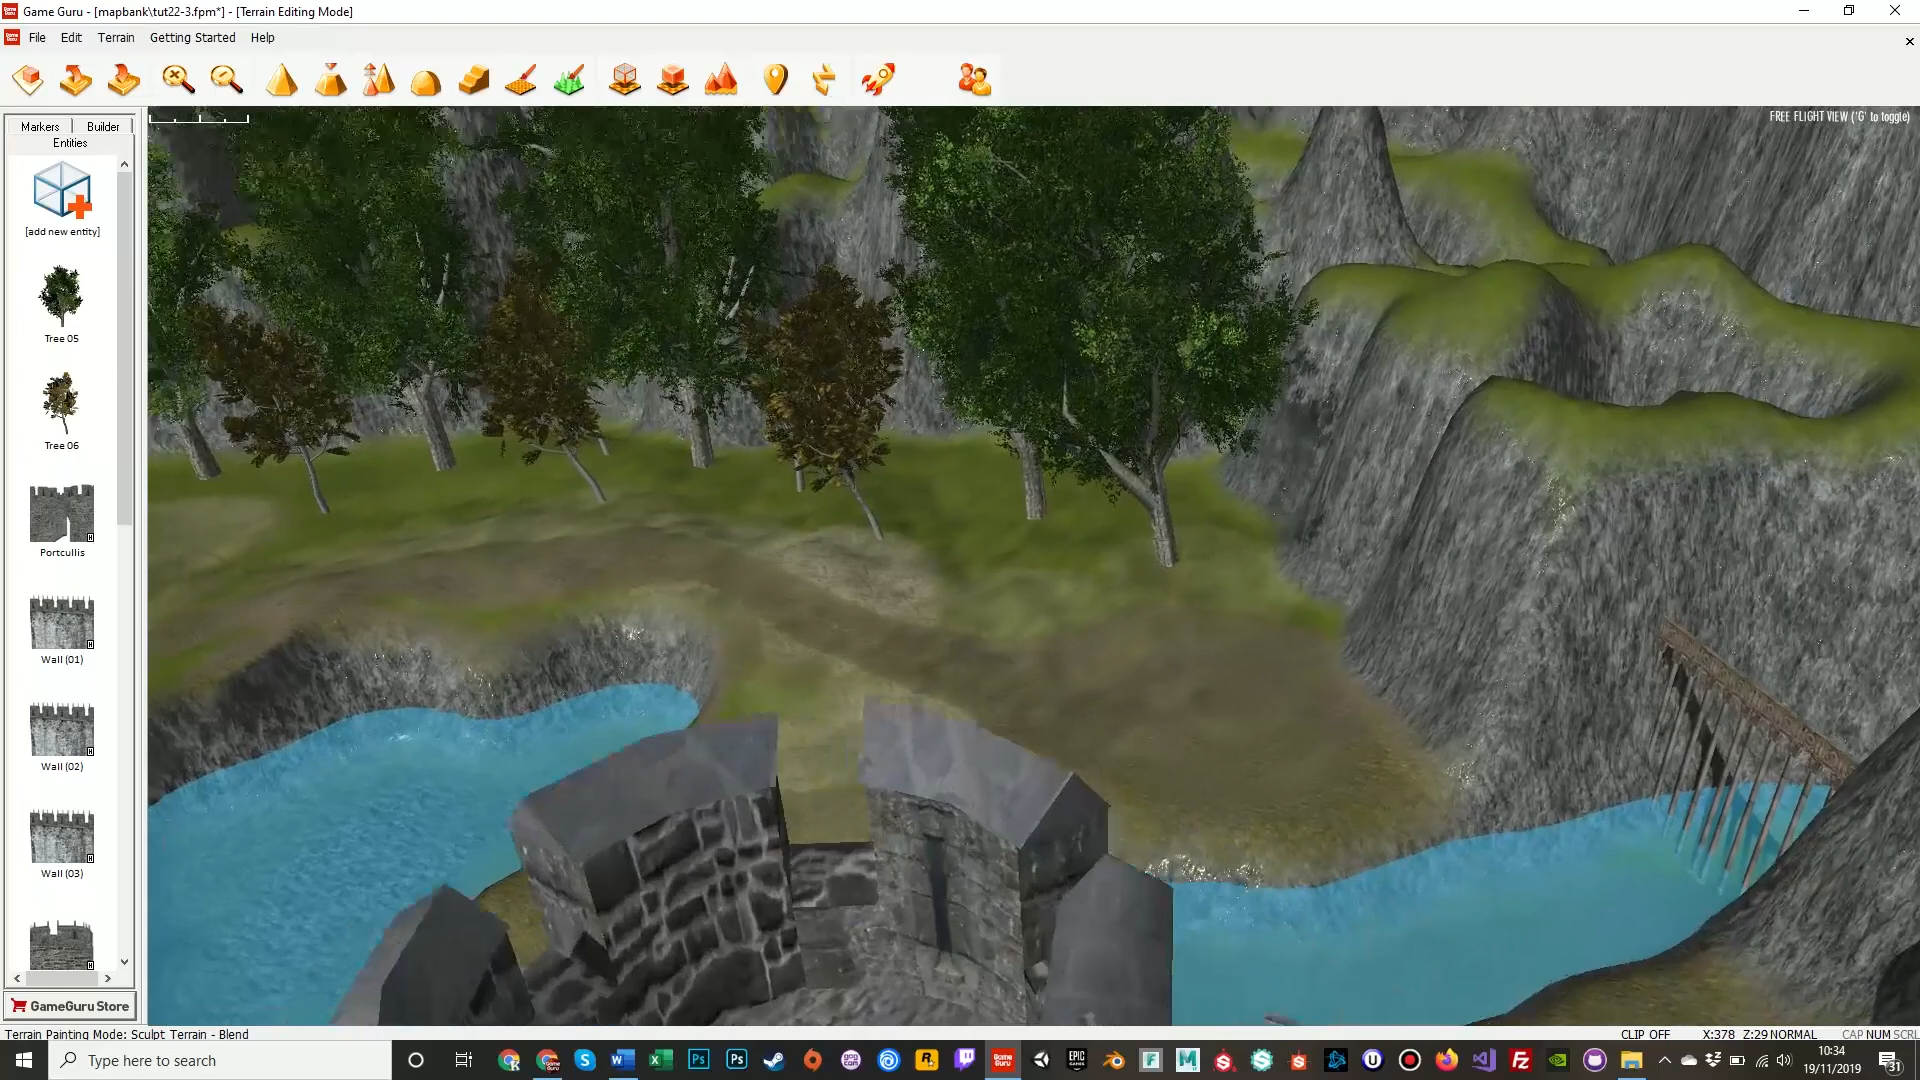 Game Guru - [mapbank\tut22-3.fpm*] - [Terrain Editing Mode]
File Edit Terrain Getting Started Help
FREE FLIGHT VIEW ('G' to toggle)
Markers Builder
Entities
[add new entity]
Tree 05
Tree 06
Portcullis
Wall (01)
Wall (02)
Wall (03)
GameGuru Store
Terrain Painting Mode: Sculpt Terrain - Blend
CLIP OFF X:378 Z:29 NORMAL CAP NUM SCRL
Type here to search
10:34
19/11/2019
31